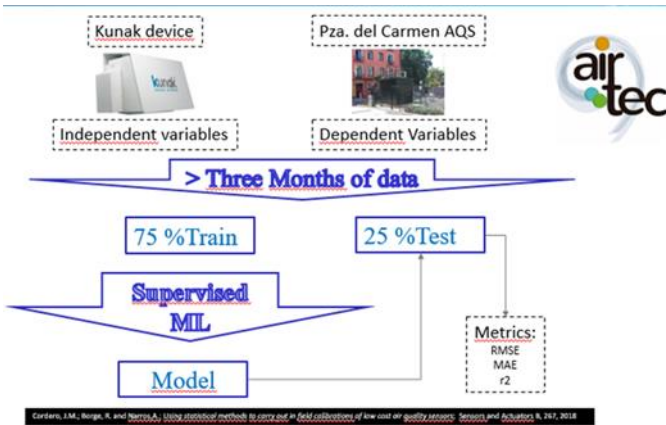 Kunak device
Pza. del Carmen AQS
kunak
air
tec
Independent variables
Dependent Variables
> Three Months of data
75 %Train
25 %Test
Supervised
ML
Metrics:
RMSE
MAE
r2
Model
Cordero, J.M.; Borge, R. and Narros,A.; Using statistical methods to carry out in field calibrations of low cost air quality sensors; Sensors and Actuators B, 267, 2018